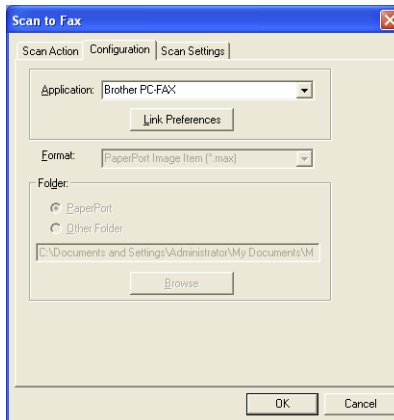 Scan to Fax
Scan Action Configuration Scan Settings
Application: Brother PC-FAX
Link Preferences
Format: PaperPort Image Item (*.max)
Folder:
PaperPort
Other Folder
C:\Documents and Settings\Administrator\My Documents\M
Browse
OK Cancel